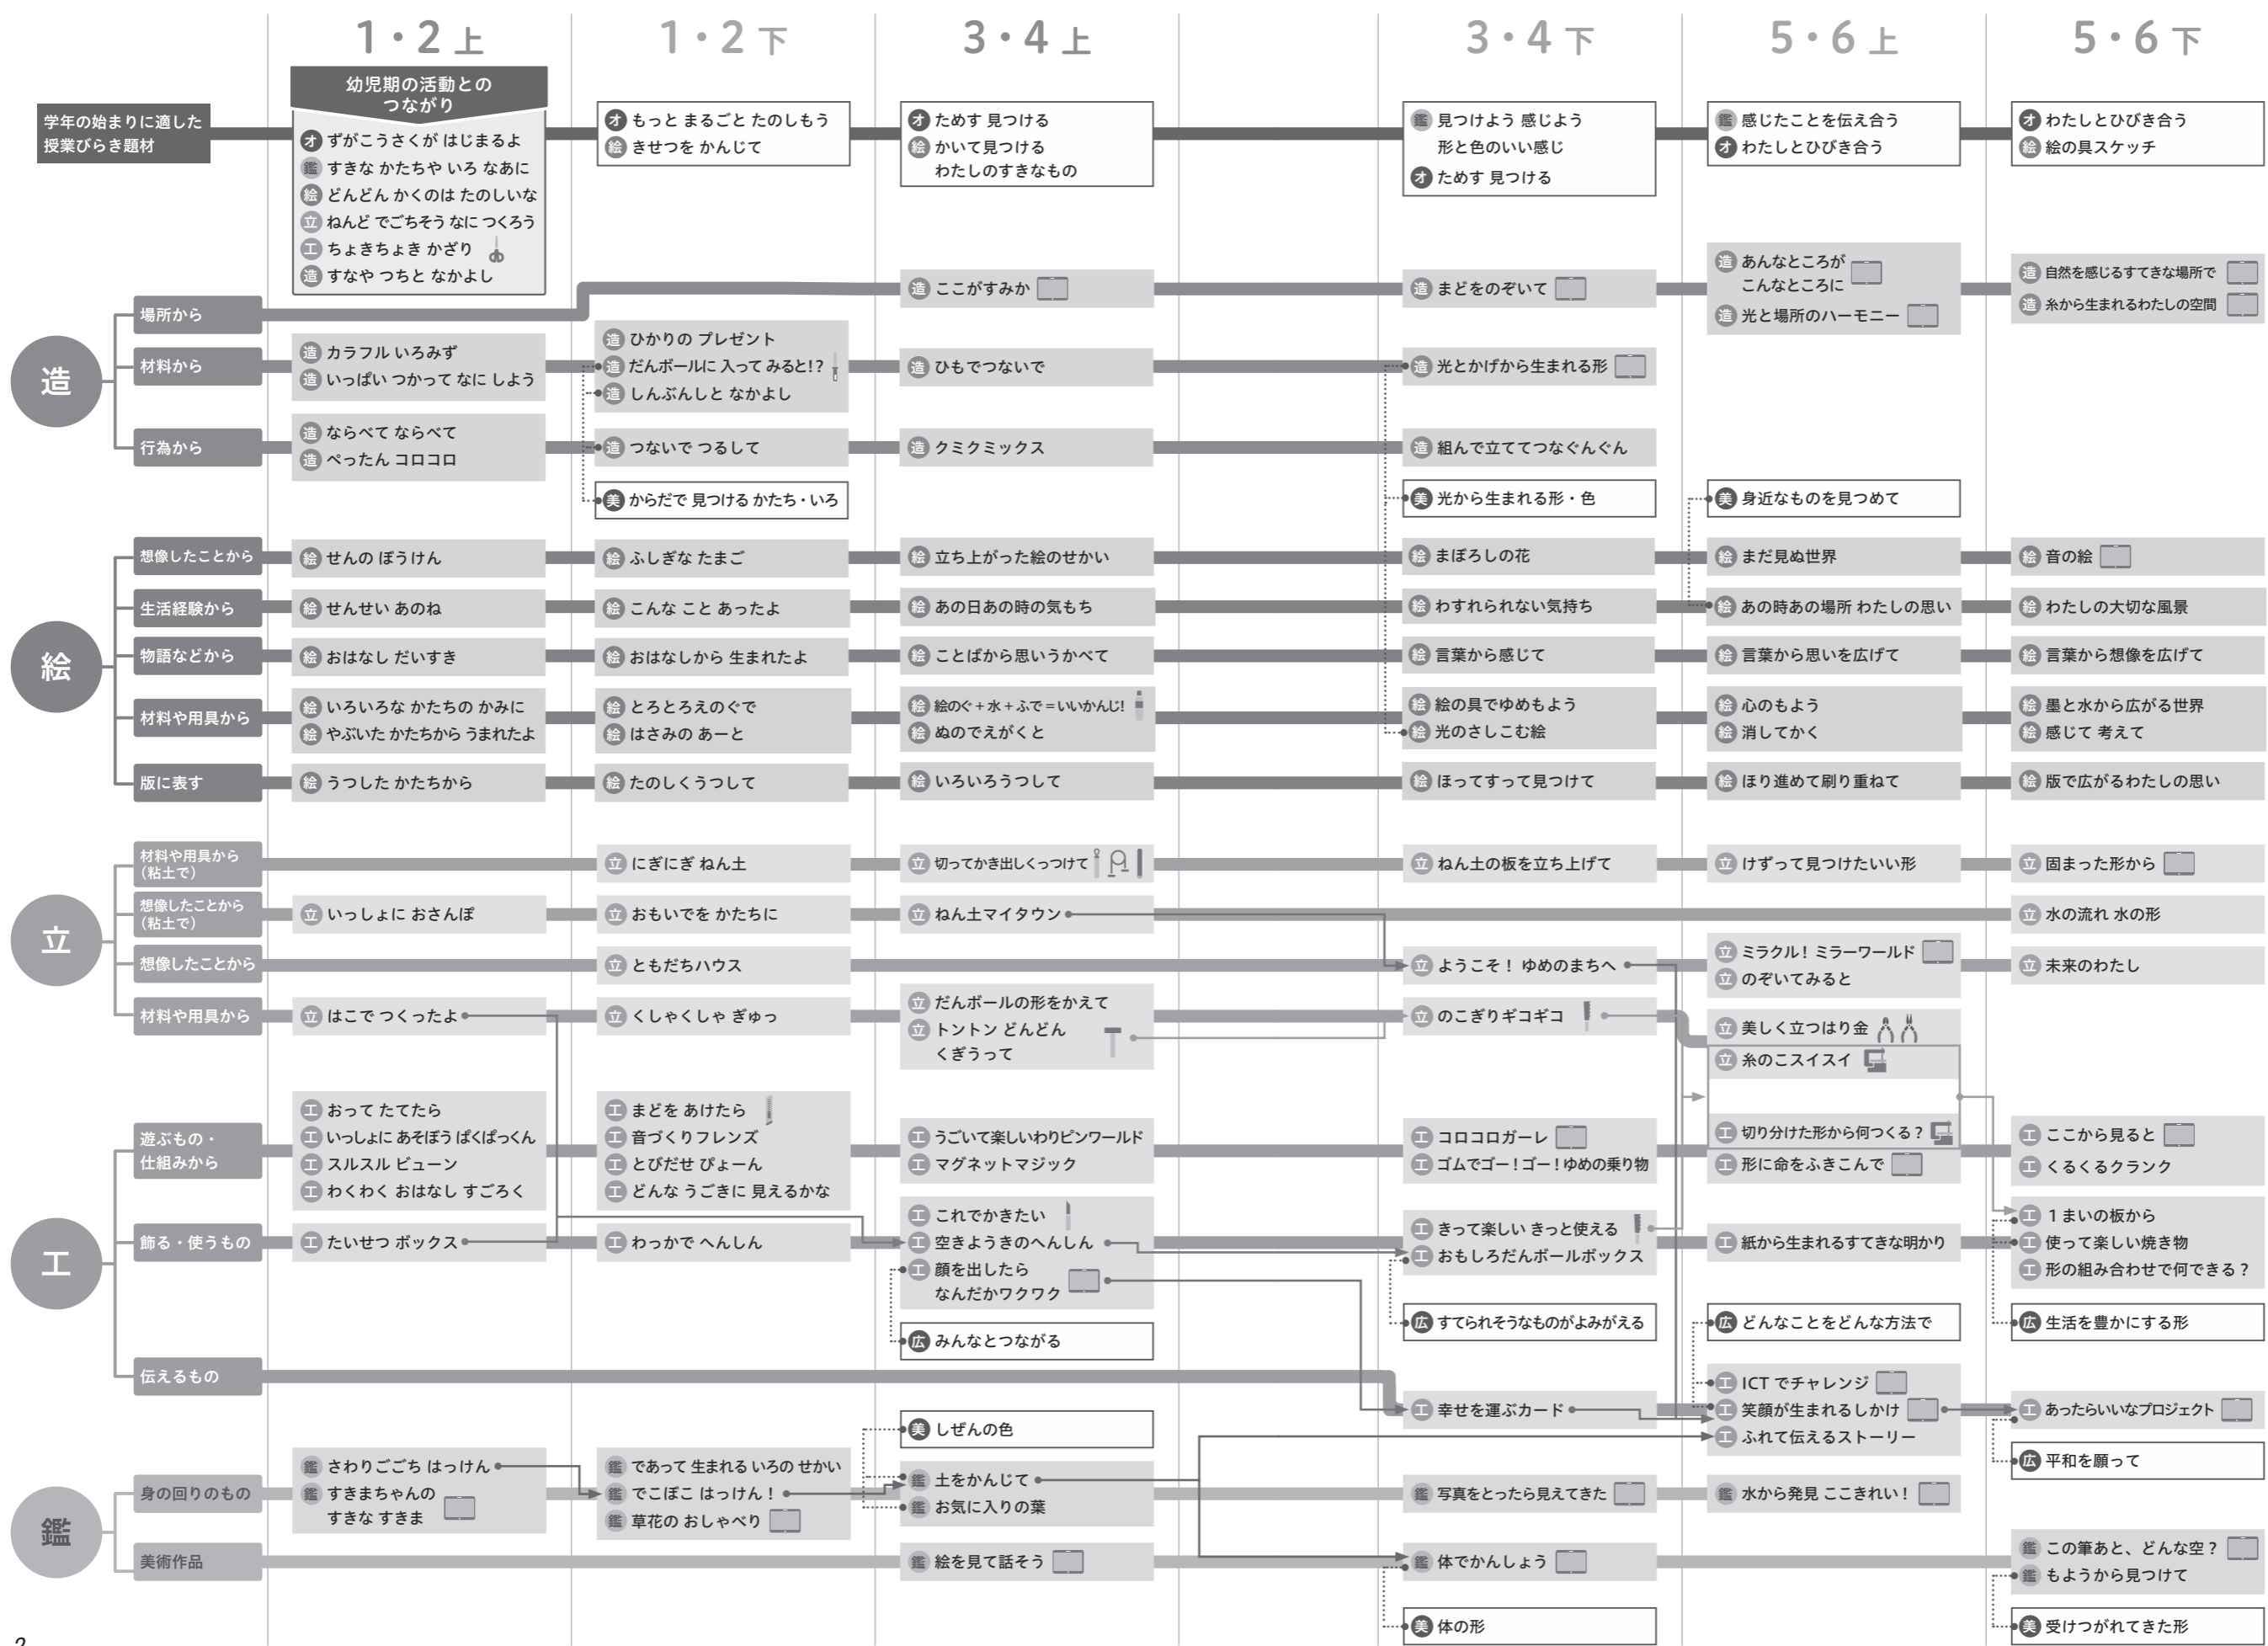 1・2 上
1・2 下
3・4 上
3・4 下
5・6 上
5・6 下
学年の始まりに適した
授業びらき題材
幼児期の活動との
つながり
オ ずがこうさくが はじまるよ
鑑 すきな かたちや いろ なあに
絵 どんどん かくのは たのしいな
立 ねんど でごちそう なに つくろう
工 ちょきちょき かざり
造 すなや つちと なかよし
オ もっと まるごと たのしもう
絵 きせつを かんじて
オ ためす 見つける
絵 かいて見つける
わたしのすきなもの
鑑 見つけよう 感じよう
形と色のいい感じ
オ ためす 見つける
鑑 感じたことを伝え合う
オ わたしとひびき合う
オ わたしとひびき合う
絵 絵の具スケッチ
造
場所から
造 ここがすみか
造 まどをのぞいて
造 あんなところが
こんなところに
造 光と場所のハーモニー
造 自然を感じるすてきな場所で
造 糸から生まれるわたしの空間
材料から
造 カラフル いろみず
造 いっぱい つかって なに しよう
造 ひかりの プレゼント
造 だんボールに 入って みると!?
造 しんぶんしと なかよし
造 ひもでつないで
造 光とかげから生まれる形
行為から
造 ならべて ならべて
造 ぺったん コロコロ
造 つないで つるして
造 クミクミックス
造 組んで立ててつなぐんぐん
美 からだで 見つける かたち・いろ
美 光から生まれる形・色
美 身近なものを見つめて
絵
想像したことから
絵 せんの ぼうけん
絵 ふしぎな たまご
絵 立ち上がった絵のせかい
絵 まぼろしの花
絵 まだ見ぬ世界
絵 音の絵
生活経験から
絵 せんせい あのね
絵 こんな こと あったよ
絵 あの日あの時の気もち
絵 わすれられない気持ち
絵 あの時あの場所 わたしの思い
絵 わたしの大切な風景
物語などから
絵 おはなし だいすき
絵 おはなしから 生まれたよ
絵 ことばから思いうかべて
絵 言葉から感じて
絵 言葉から思いを広げて
絵 言葉から想像を広げて
材料や用具から
絵 いろいろな かたちの かみに
絵 やぶいた かたちから うまれたよ
絵 とろとろえのぐで
絵 はさみの あーと
絵 絵のぐ+水+ふで=いいかんじ!
絵 ぬのでえがくと
絵 絵の具でゆめもよう
絵 光のさしこむ絵
絵 心のもよう
絵 消してかく
絵 墨と水から広がる世界
絵 感じて 考えて
版に表す
絵 うつした かたちから
絵 たのしくうつして
絵 いろいろうつして
絵 ほってすって見つけて
絵 ほり進めて刷り重ねて
絵 版で広がるわたしの思い
立
材料や用具から
(粘土で)
立 にぎにぎ ねん土
立 切ってかき出しくっつけて
立 ねん土の板を立ち上げて
立 けずって見つけたいい形
立 固まった形から
想像したことから
(粘土で)
立 いっしょに おさんぽ
立 おもいでを かたちに
立 ねん土マイタウン
立 水の流れ 水の形
想像したことから
立 ともだちハウス
立 ようこそ! ゆめのまちへ
立 ミラクル! ミラーワールド
立 のぞいてみると
立 未来のわたし
材料や用具から
立 はこで つくったよ
立 くしゃくしゃ ぎゅっ
立 だんボールの形をかえて
立 トントン どんどん
くぎうって
立 のこぎりギコギコ
立 美しく立つはり金
立 糸のこスイスイ
工
遊ぶもの・
仕組みから
工 おって たてたら
工 いっしょに あそぼう ぱくぱっくん
工 スルスル ビューン
工 わくわく おはなし すごろく
工 まどを あけたら
工 音づくりフレンズ
工 とびだせ ぴょーん
工 どんな うごきに 見えるかな
工 うごいて楽しいわりピンワールド
工 マグネットマジック
工 コロコロガーレ
工 ゴムでゴー!ゴー!ゆめの乗り物
工 切り分けた形から何つくる?
工 形に命をふきこんで
工 ここから見ると
工 くるくるクランク
飾る・使うもの
工 たいせつ ボックス
工 わっかで へんしん
工 これでかきたい
工 空きようきのへんしん
工 顔を出したら
なんだかワクワク
工 きって楽しい きっと使える
工 おもしろだんボールボックス
工 紙から生まれるすてきな明かり
工 1まいの板から
工 使って楽しい焼き物
工 形の組み合わせで何できる?
広 みんなとつながる
広 すてられそうなものがよみがえる
広 どんなことをどんな方法で
広 生活を豊かにする形
伝えるもの
工 幸せを運ぶカード
工 ICT でチャレンジ
工 笑顔が生まれるしかけ
工 ふれて伝えるストーリー
工 あったらいいなプロジェクト
美 しぜんの色
広 平和を願って
鑑
身の回りのもの
鑑 さわりごごち はっけん
鑑 すきまちゃんの
すきな すきま
鑑 であって 生まれる いろの せかい
鑑 でこぼこ はっけん!
鑑 草花の おしゃべり
鑑 土をかんじて
鑑 お気に入りの葉
鑑 写真をとったら見えてきた
鑑 水から発見 ここきれい!
美術作品
鑑 絵を見て話そう
鑑 体でかんしょう
鑑 この筆あと、どんな空?
鑑 もようから見つけて
美 体の形
美 受けつがれてきた形
2